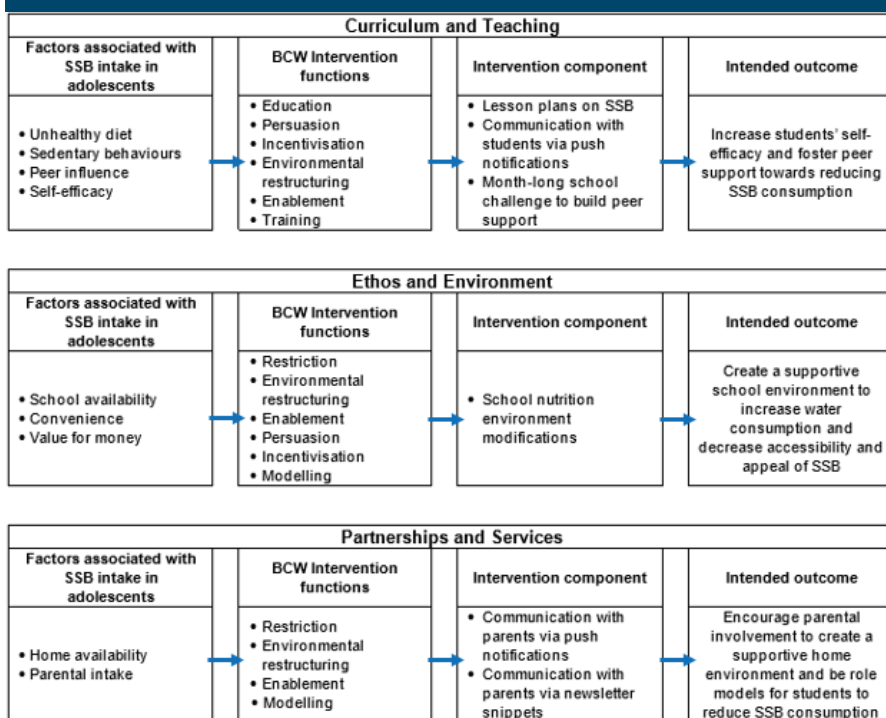 Curriculum and Teaching
Factors associated with
SSB intake in
adolescents
• Unhealthy diet
• Sedentary behaviours
• Peer influence
• Self-efficacy
BCW Intervention
functions
• Education
• Persuasion
• Incentivisation
• Environmental
restructuring
• Enablement
• Training
Intervention component
• Lesson plans on SSB
• Communication with
students via push
notifications
• Month-long school
challenge to build peer
support
Intended outcome
Increase students' self-
efficacy and foster peer
support towards reducing
SSB consumption
Ethos and Environment
Factors associated with
SSB intake in
adolescents
• School availability
• Convenience
• Value for money
BCW Intervention
functions
• Restriction
• Environmental
restructuring
• Enablement
• Persuasion
• Incentivisation
• Modelling
Intervention component
• School nutrition
environment
modifications
Intended outcome
Create a supportive
school environment to
increase water
consumption and
decrease accessibility and
appeal of SSB
Partnerships and Services
Factors associated with
SSB intake in
adolescents
• Home availability
• Parental intake
BCW Intervention
functions
• Restriction
• Environmental
restructuring
• Enablement
• Modelling
Intervention component
• Communication with
parents via push
notifications
• Communication with
parents via newsletter
snippets
Intended outcome
Encourage parental
involvement to create a
supportive home
environment and be role
models for students to
reduce SSB consumption